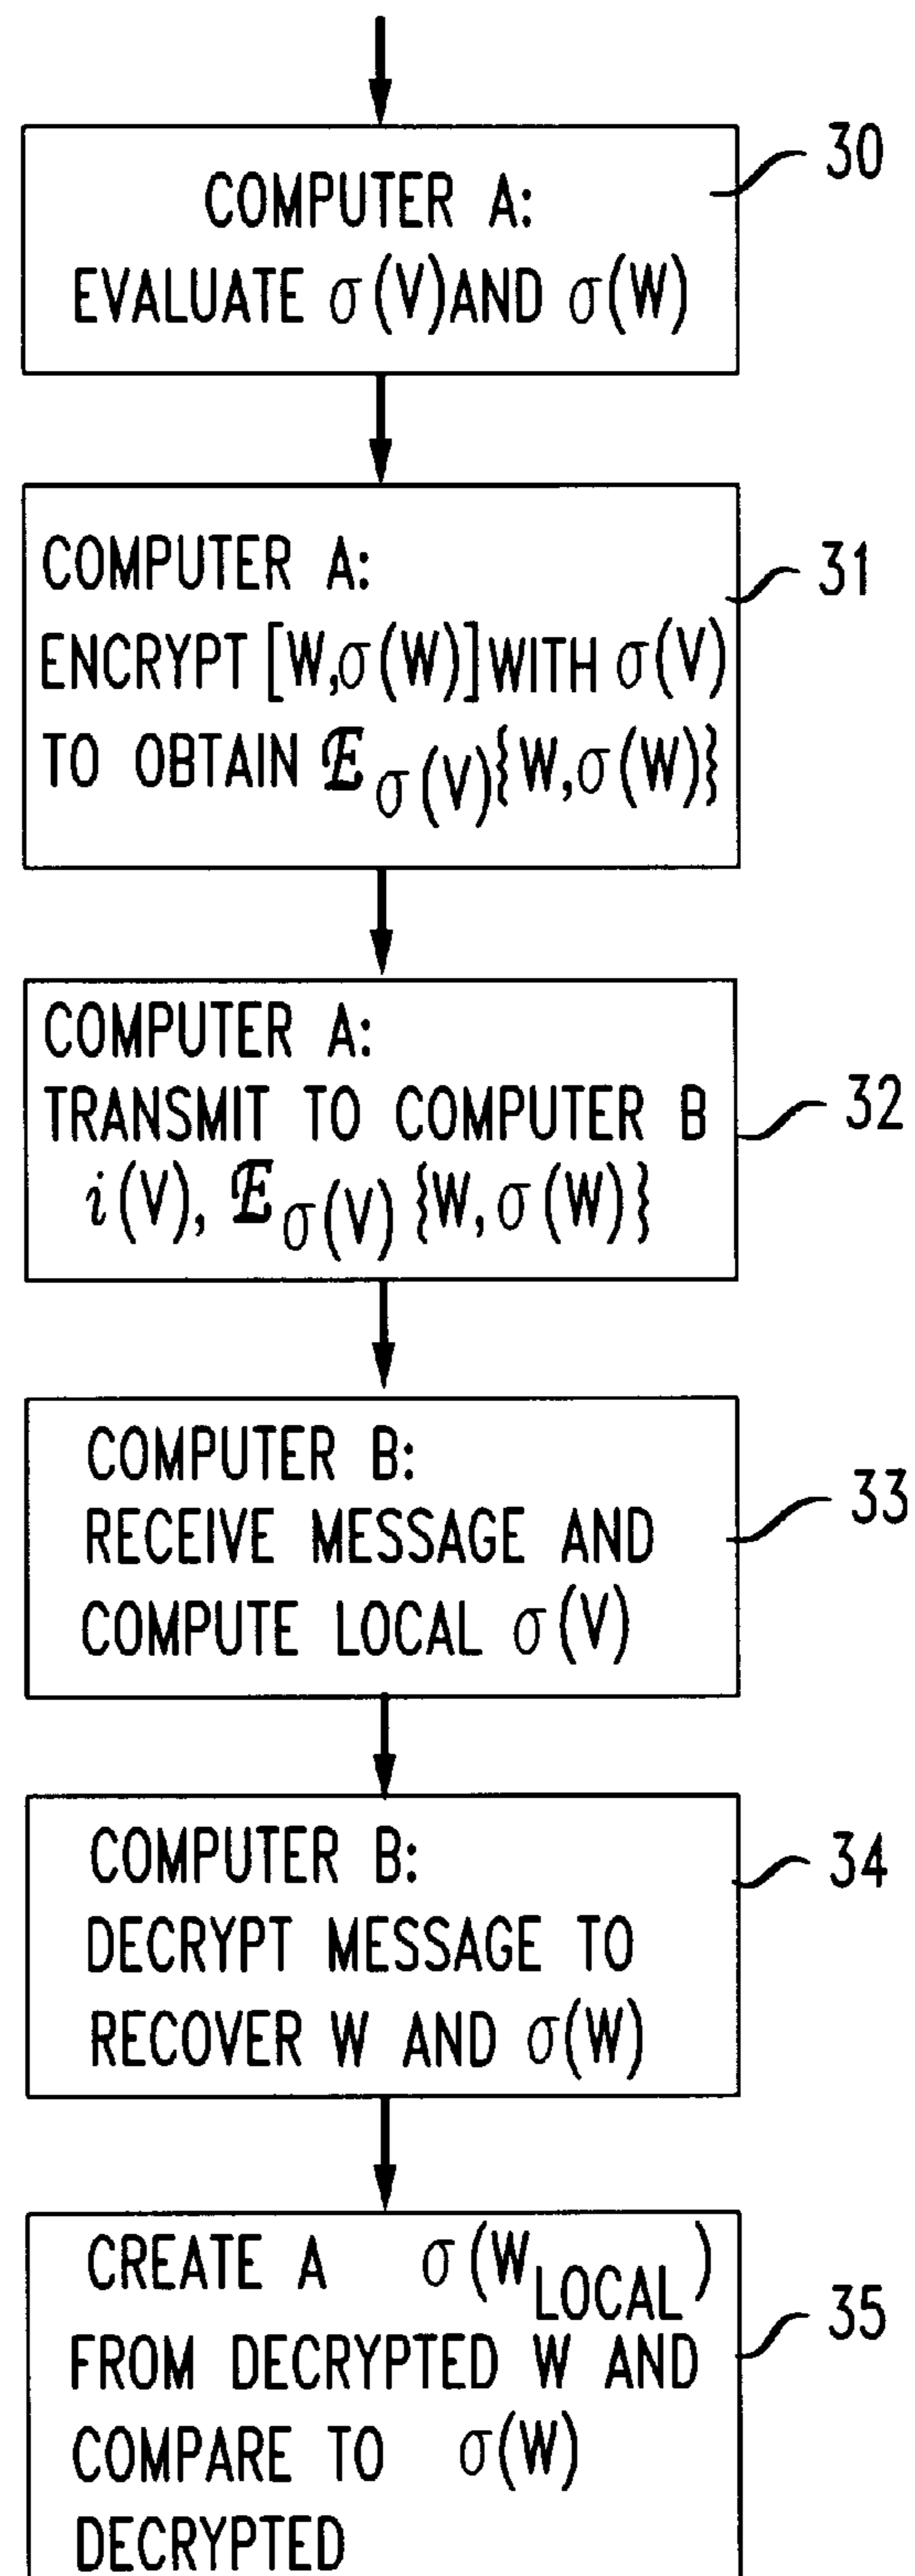 COMPUTER A:
30
EVALUATE σ(V)AND σ(W)
COMPUTER A:
31
ENCRYPT [W,σ(W)] WITH σ(V)
TO OBTAIN ℰσ(V){W,σ(W)}
COMPUTER A:
TRANSMIT TO COMPUTER B
32
i(V), ℰσ(V) {W,σ(W)}
COMPUTER B:
33
RECEIVE MESSAGE AND
COMPUTE LOCAL σ(V)
COMPUTER B:
34
DECRYPT MESSAGE TO
RECOVER W AND σ(W)
CREATE A σ(WLOCAL)
35
FROM DECRYPTED W AND
COMPARE TO σ(W)
DECRYPTED